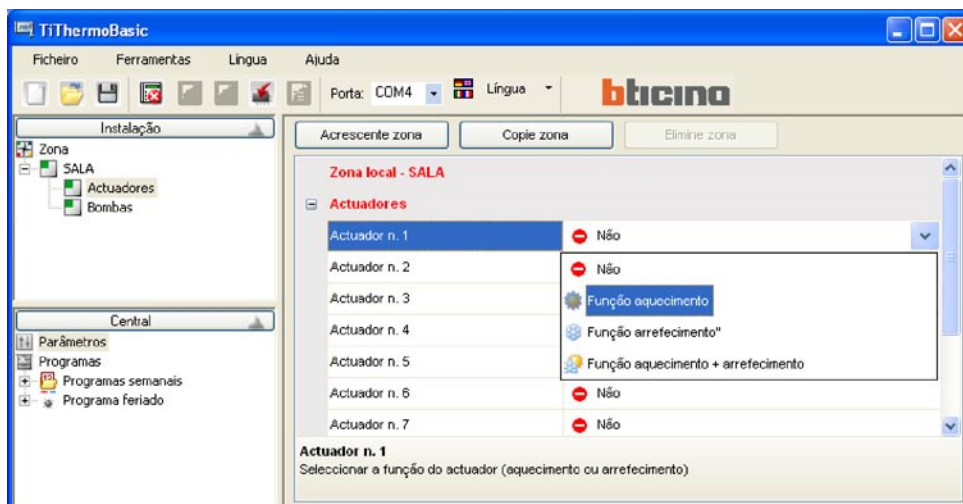 TiThermoBasic
Ficheiro Ferramentas Língua Ajuda
Porta: COM4 Língua bticino
Instalação
Zona
SALA
Actuadores
Bombas
Central
Parâmetros
Programas
Programas semanais
Programa feriado
Acrescente zona Copie zona Elimine zona
Zona local - SALA
Actuadores
Actuador n. 1 Não
Actuador n. 2 Não
Actuador n. 3 Função aquecimento
Actuador n. 4 Função arrefecimento"
Actuador n. 5 Função aquecimento + arrefecimento
Actuador n. 6 Não
Actuador n. 7 Não
Actuador n. 1
Seleccionar a função do actuador (aquecimento ou arrefecimento)